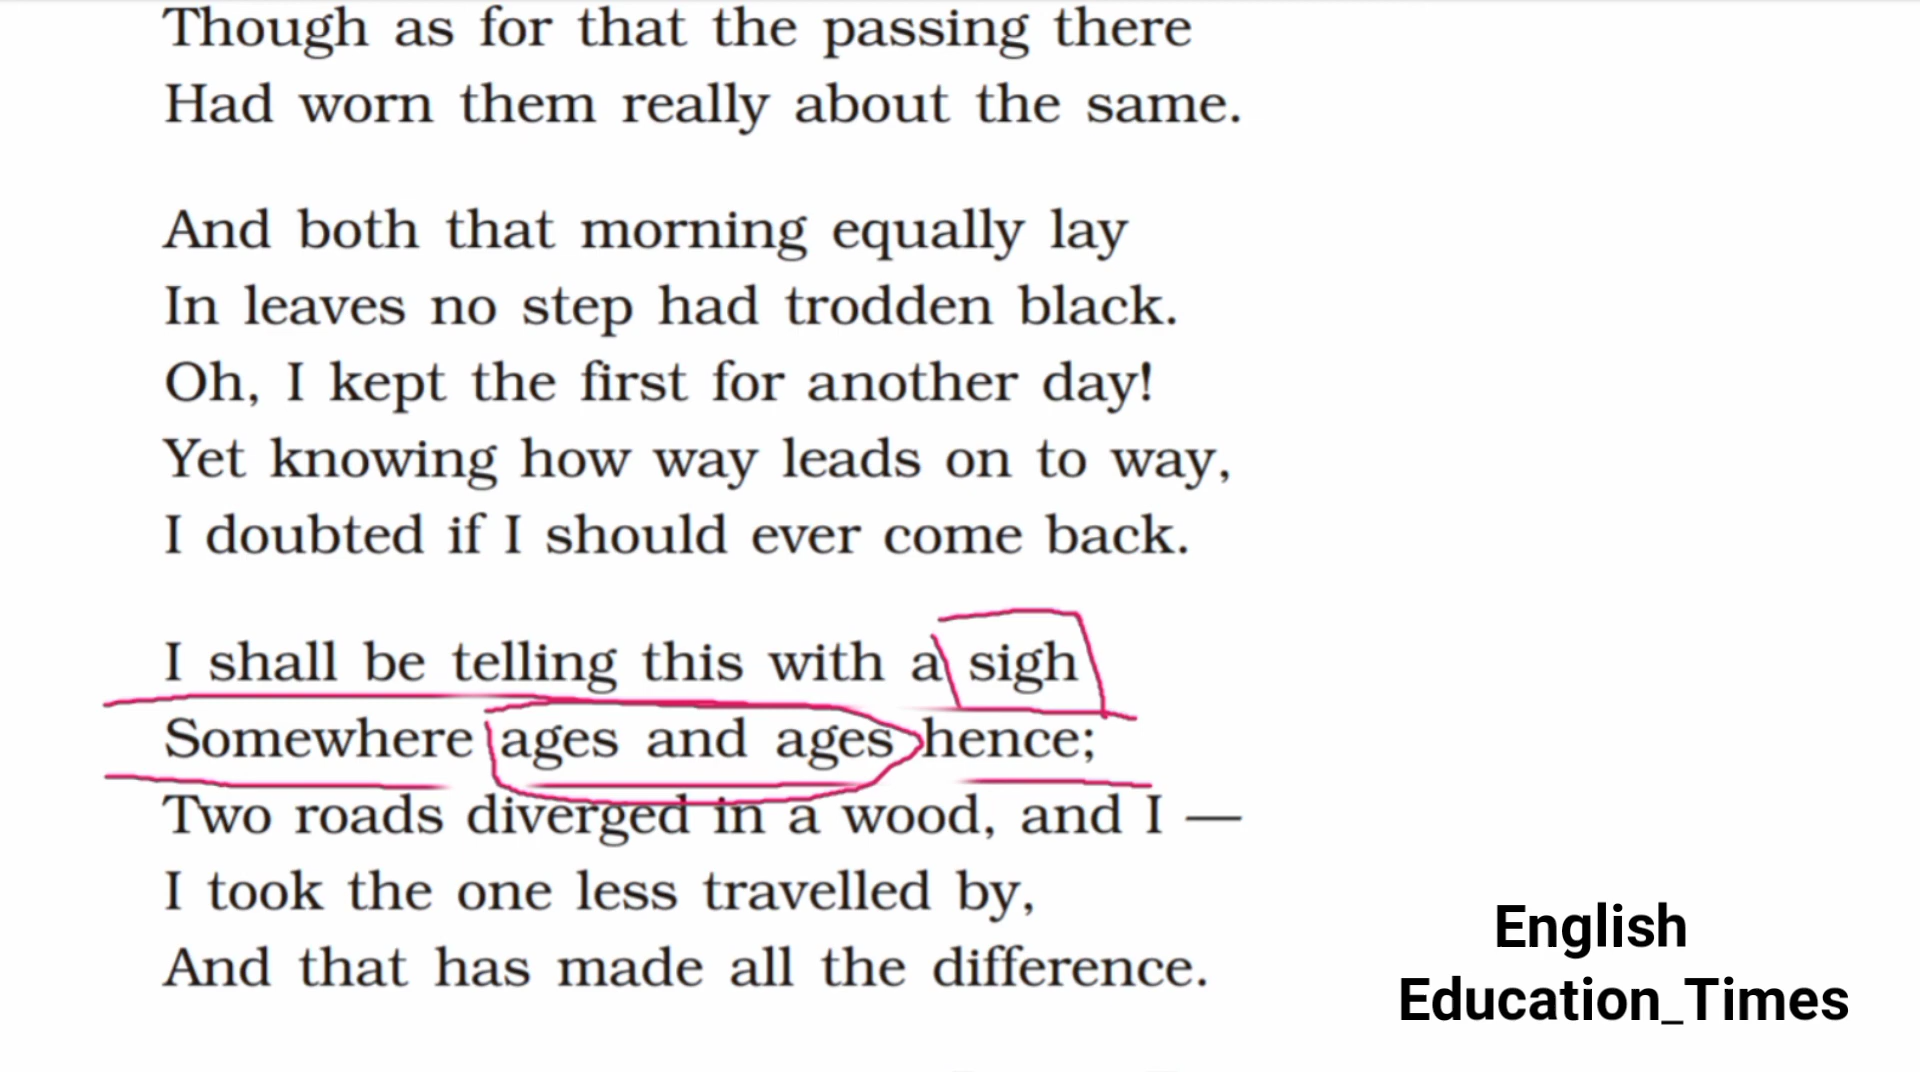 Though as for that the passing there
Had worn them really about the same.
And both that morning equally lay
In leaves no step had trodden black.
Oh, I kept the first for another day!
Yet knowing how way leads on to way,
I doubted if I should ever come back.
I shall be telling this with a sigh
Somewhere ages and ages hence;
Two roads diverged in a wood, and I —
I took the one less travelled by,
And that has made all the difference.
English
Education_Times